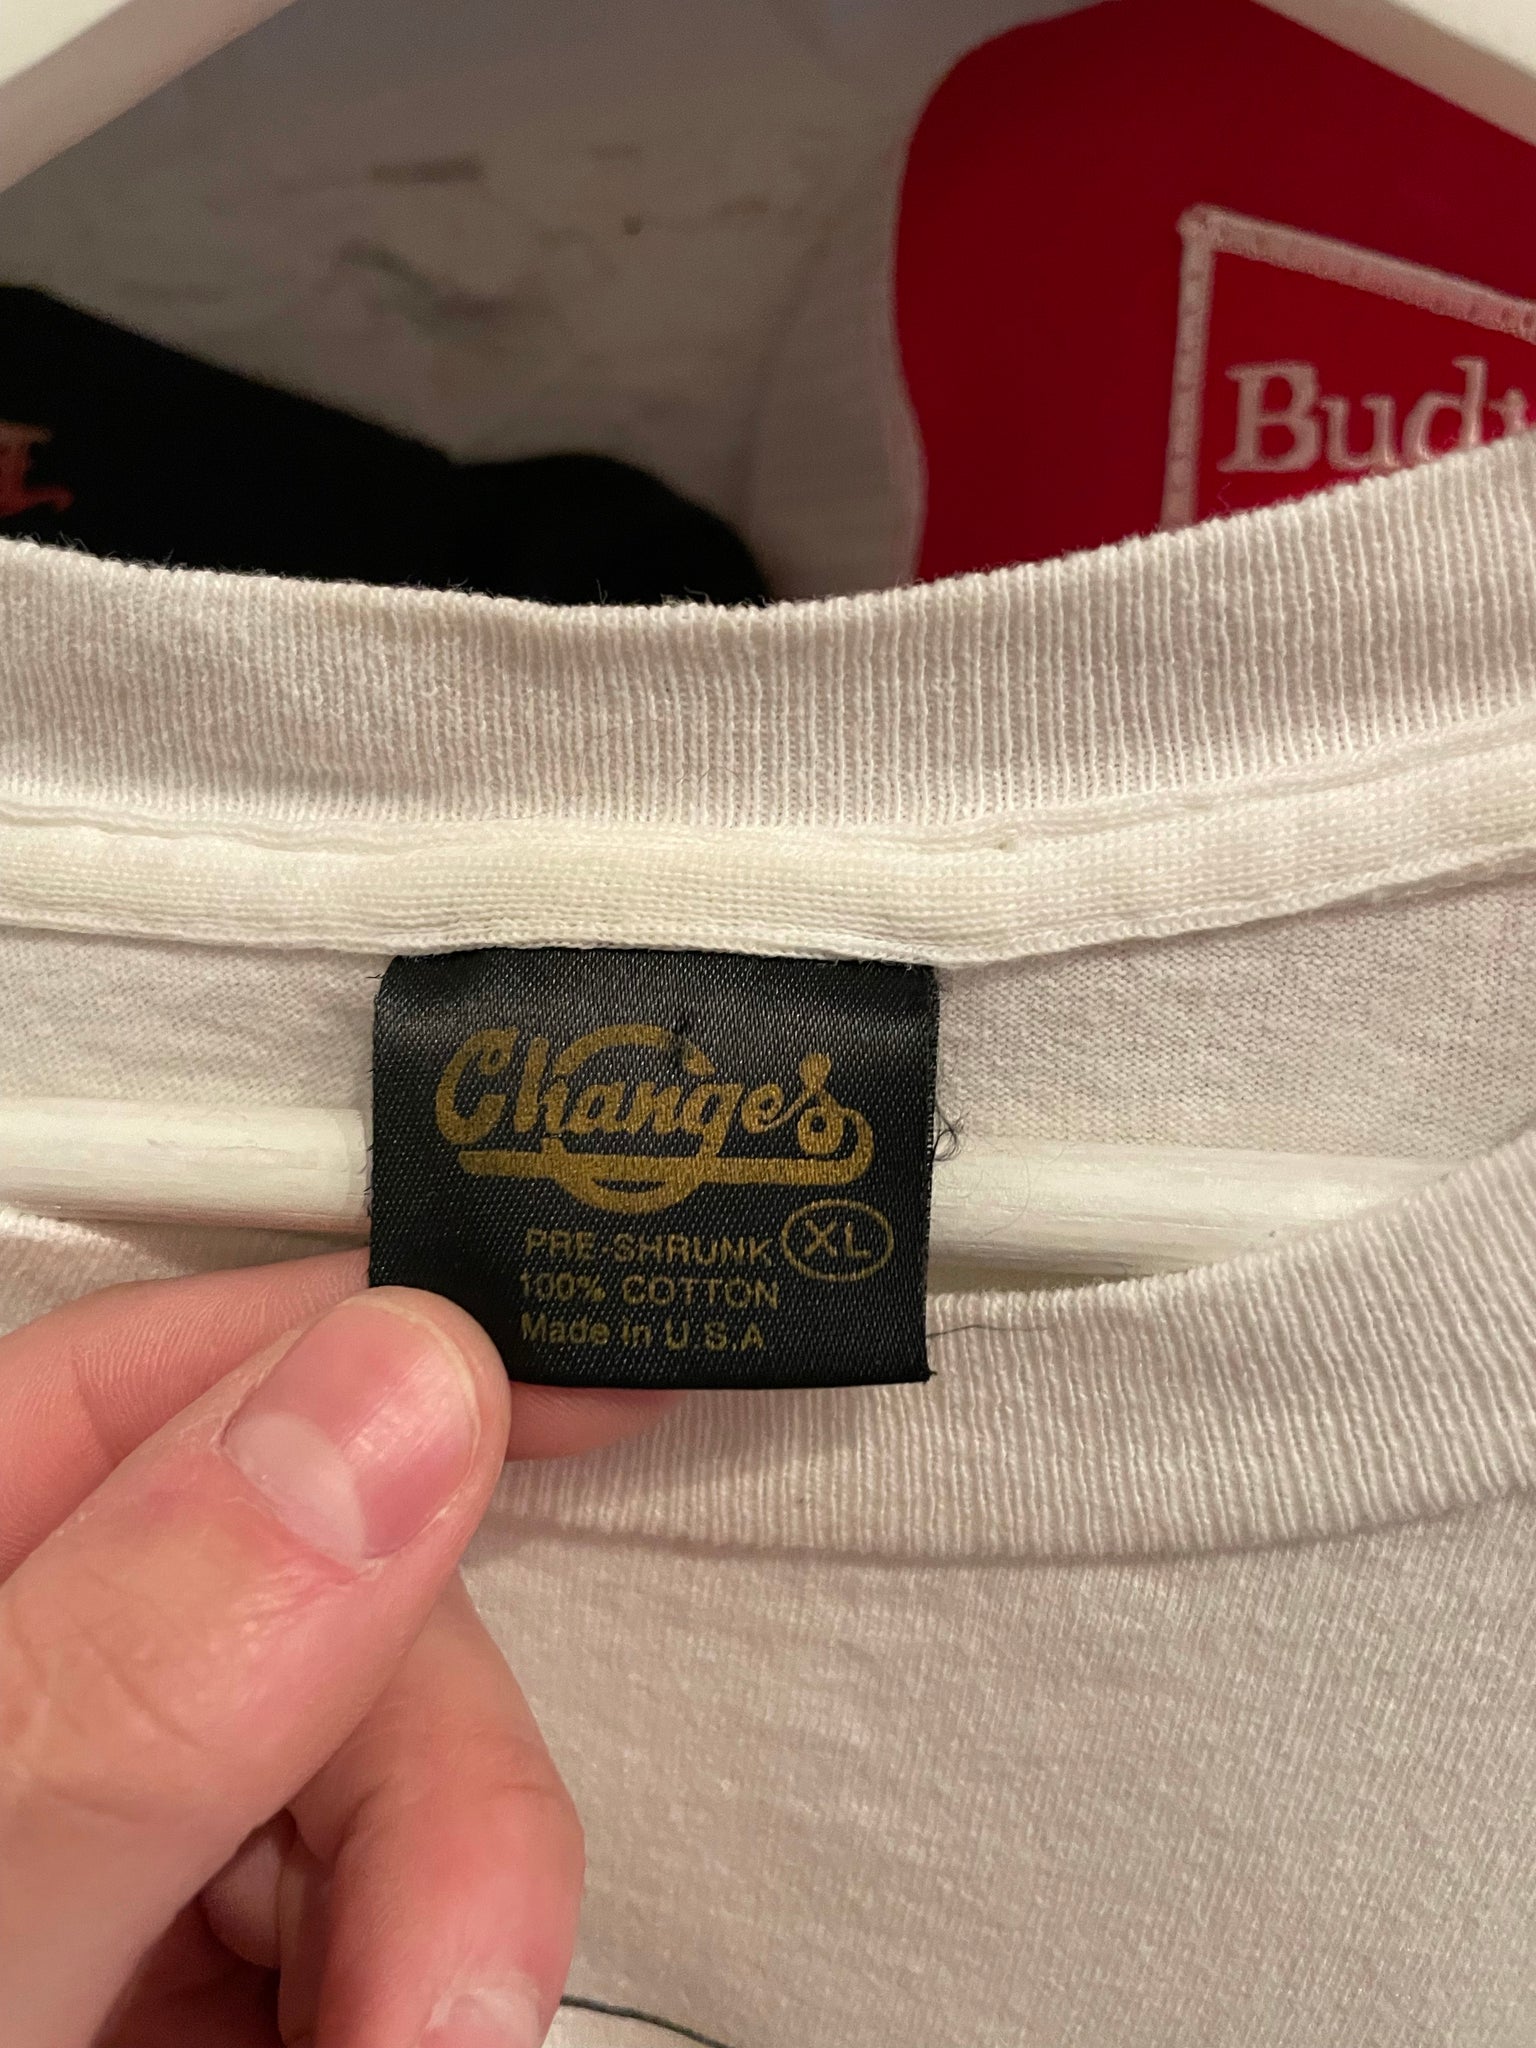 Bud
Changes
PRE-SHRUNK XL
100% COTTON
Made in U.S.A